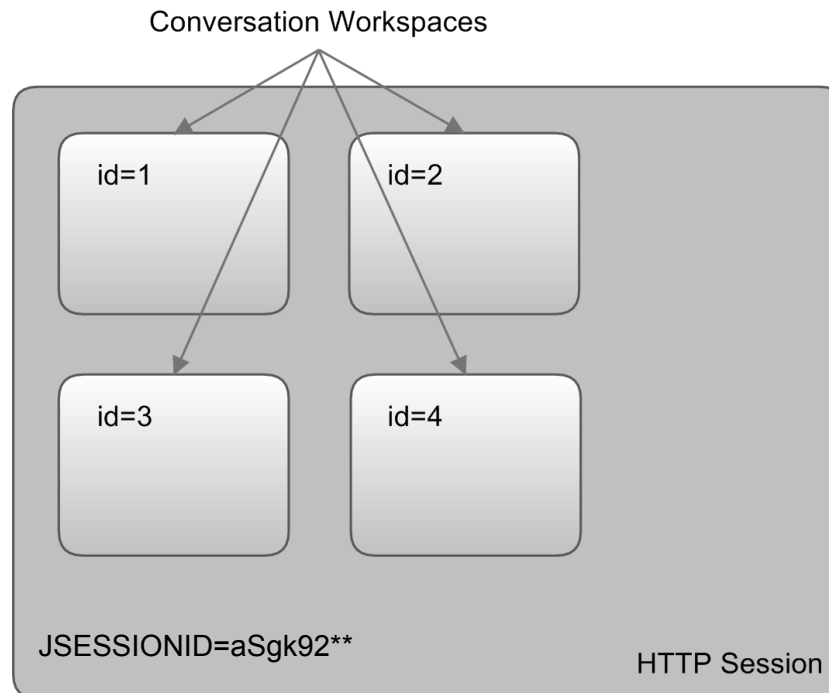 Conversation Workspaces
id=1
id=2
id=3
id=4
JSESSIONID=aSgk92**
HTTP Session